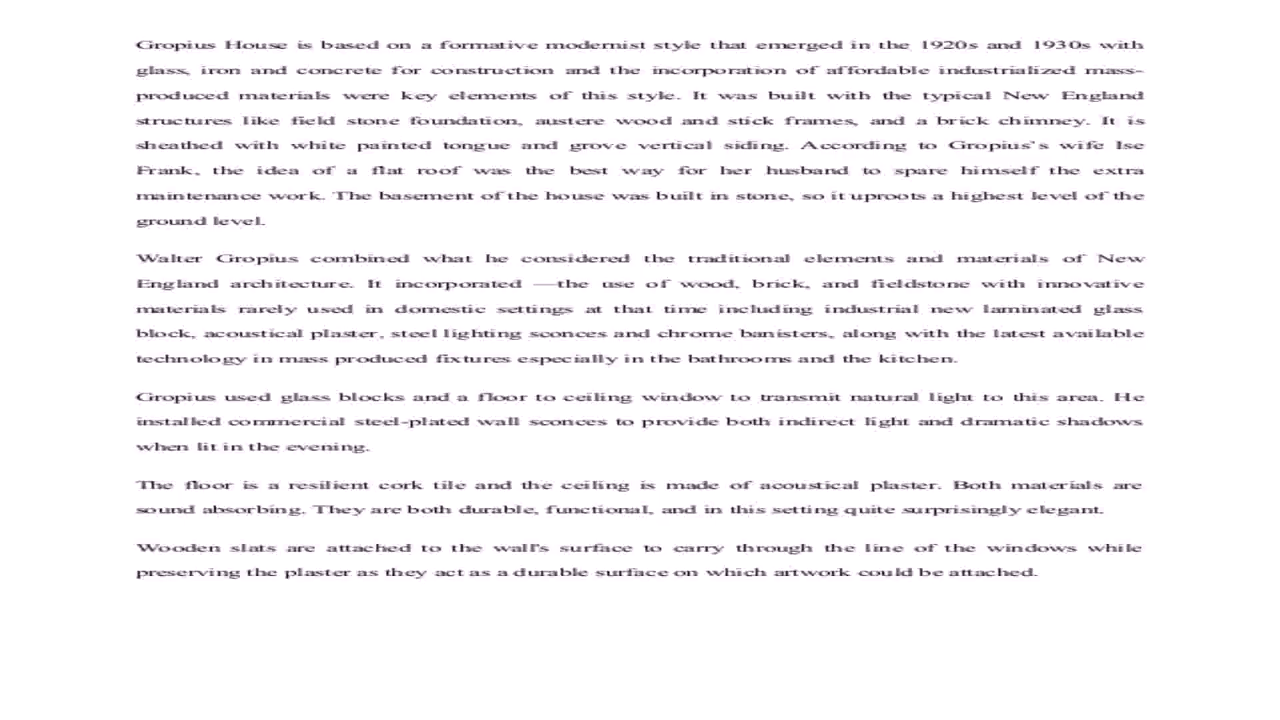 Gropius House is based on a formative modernist style that emerged in the 1920s and 1930s with
glass, iron and concrete for construction and the incorporation of affordable industrialized mass-
produced materials were key elements of this style. It was built with the typical New England
structures like field stone foundation, austere wood and stick frames, and a brick chimney. It is
sheathed with white painted tongue and grove vertical siding. According to Gropius's wife Ise
Frank, the idea of a flat roof was the best way for her husband to spare himself the extra
maintenance work. The basement of the house was built in stone, so it uproots a highest level of the
ground level.
Walter Gropius combined what he considered the traditional elements and materials of New
England architecture. It incorporated —the use of wood, brick, and fieldstone with innovative
materials rarely used in domestic settings at that time including industrial new laminated glass
block, acoustical plaster, steel lighting sconces and chrome banisters, along with the latest available
technology in mass produced fixtures especially in the bathrooms and the kitchen.
Gropius used glass blocks and a floor to ceiling window to transmit natural light to this area. He
installed commercial steel-plated wall sconces to provide both indirect light and dramatic shadows
when lit in the evening.
The floor is a resilient cork tile and the ceiling is made of acoustical plaster. Both materials are
sound absorbing. They are both durable, functional, and in this setting quite surprisingly elegant.
Wooden slats are attached to the wall's surface to carry through the line of the windows while
preserving the plaster as they act as a durable surface on which artwork could be attached.